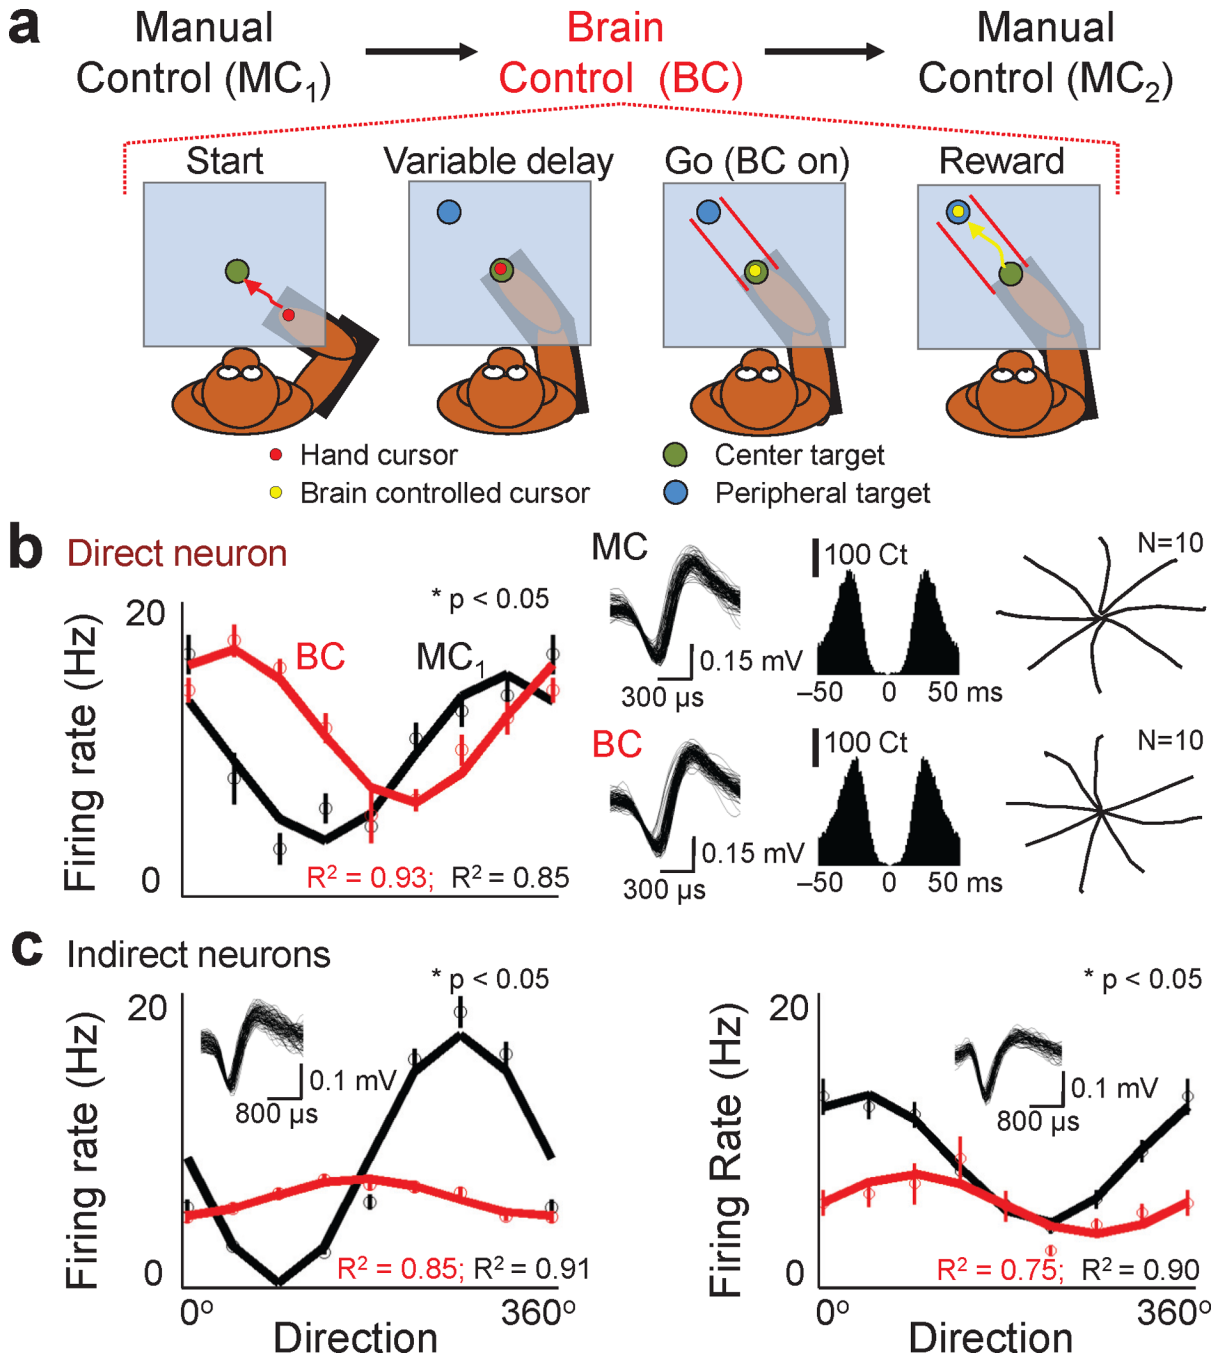 a
Manual
Control (MC1)
Brain
Control (BC)
Manual
Control (MC2)
Start
Variable delay
Go (BC on)
Reward
Hand cursor
Brain controlled cursor
Center target
Peripheral target
b
Direct neuron
* p < 0.05
20
BC
MC1
Firing rate (Hz)
0
R² = 0.93; R² = 0.85
MC
0.15 mV
300 µs
100 Ct
–50 0 50 ms
N=10
BC
0.15 mV
300 µs
100 Ct
–50 0 50 ms
N=10
c
Indirect neurons
* p < 0.05
20
Firing rate (Hz)
0.1 mV
800 µs
0
R² = 0.85; R² = 0.91
0º 360º
Direction
* p < 0.05
20
Firing Rate (Hz)
0.1 mV
800 µs
0
R² = 0.75; R² = 0.90
0º 360º
Direction